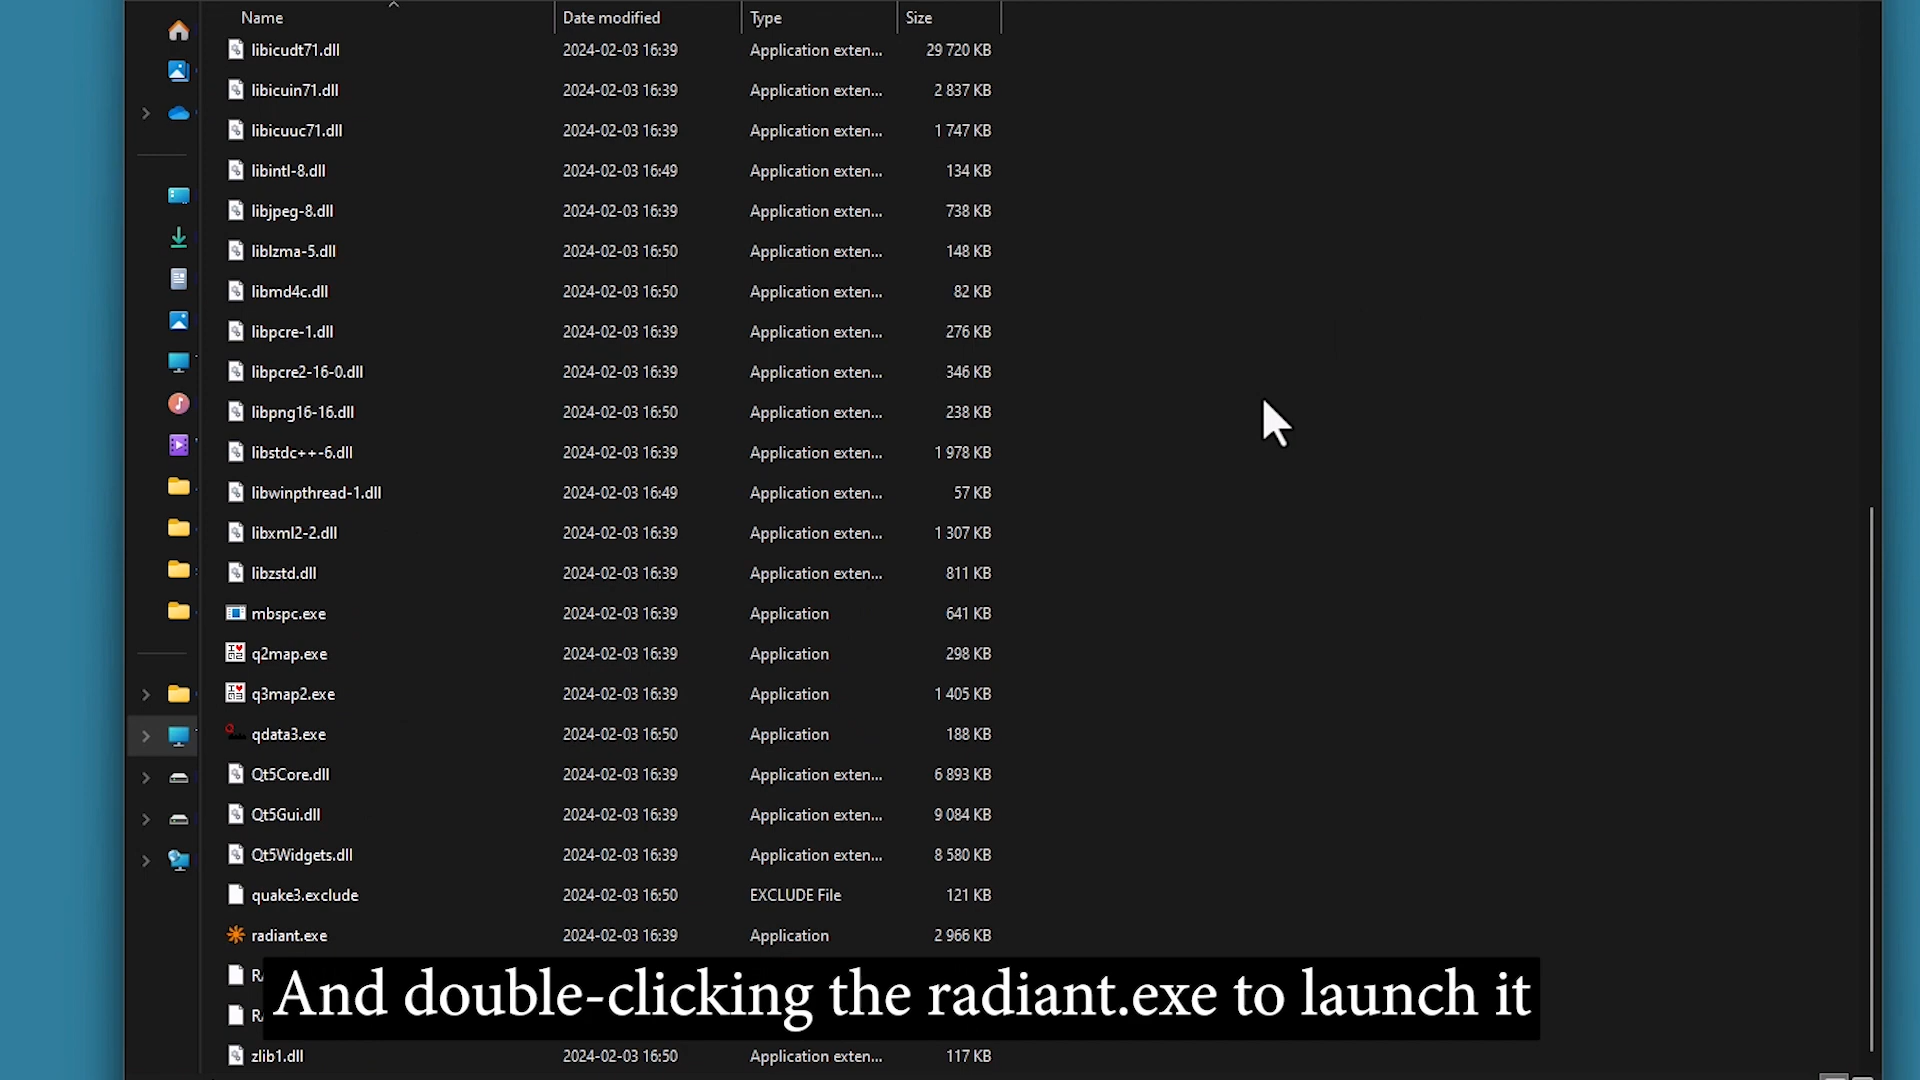 Name Date modified Type Size
libicudt71.dll 2024-02-03 16:39 Application exten... 29 720 KB
libicuin71.dll 2024-02-03 16:39 Application exten... 2 837 KB
libicuuc71.dll 2024-02-03 16:39 Application exten... 1 747 KB
libintl-8.dll 2024-02-03 16:49 Application exten... 134 KB
libjpeg-8.dll 2024-02-03 16:39 Application exten... 738 KB
liblzma-5.dll 2024-02-03 16:50 Application exten... 148 KB
libmd4c.dll 2024-02-03 16:50 Application exten... 82 KB
libpcre-1.dll 2024-02-03 16:39 Application exten... 276 KB
libpcre2-16-0.dll 2024-02-03 16:39 Application exten... 346 KB
libpng16-16.dll 2024-02-03 16:50 Application exten... 238 KB
libstdc++-6.dll 2024-02-03 16:39 Application exten... 1 978 KB
libwinpthread-1.dll 2024-02-03 16:49 Application exten... 57 KB
libxml2-2.dll 2024-02-03 16:39 Application exten... 1 307 KB
libzstd.dll 2024-02-03 16:39 Application exten... 811 KB
mbspc.exe 2024-02-03 16:39 Application 641 KB
q2map.exe 2024-02-03 16:39 Application 298 KB
q3map2.exe 2024-02-03 16:39 Application 1 405 KB
qdata3.exe 2024-02-03 16:50 Application 188 KB
Qt5Core.dll 2024-02-03 16:39 Application exten... 6 893 KB
Qt5Gui.dll 2024-02-03 16:39 Application exten... 9 084 KB
Qt5Widgets.dll 2024-02-03 16:39 Application exten... 8 580 KB
quake3.exclude 2024-02-03 16:50 EXCLUDE File 121 KB
radiant.exe 2024-02-03 16:39 Application 2 966 KB
And double-clicking the radiant.exe to launch it
zlib1.dll 2024-02-03 16:50 Application exten... 117 KB